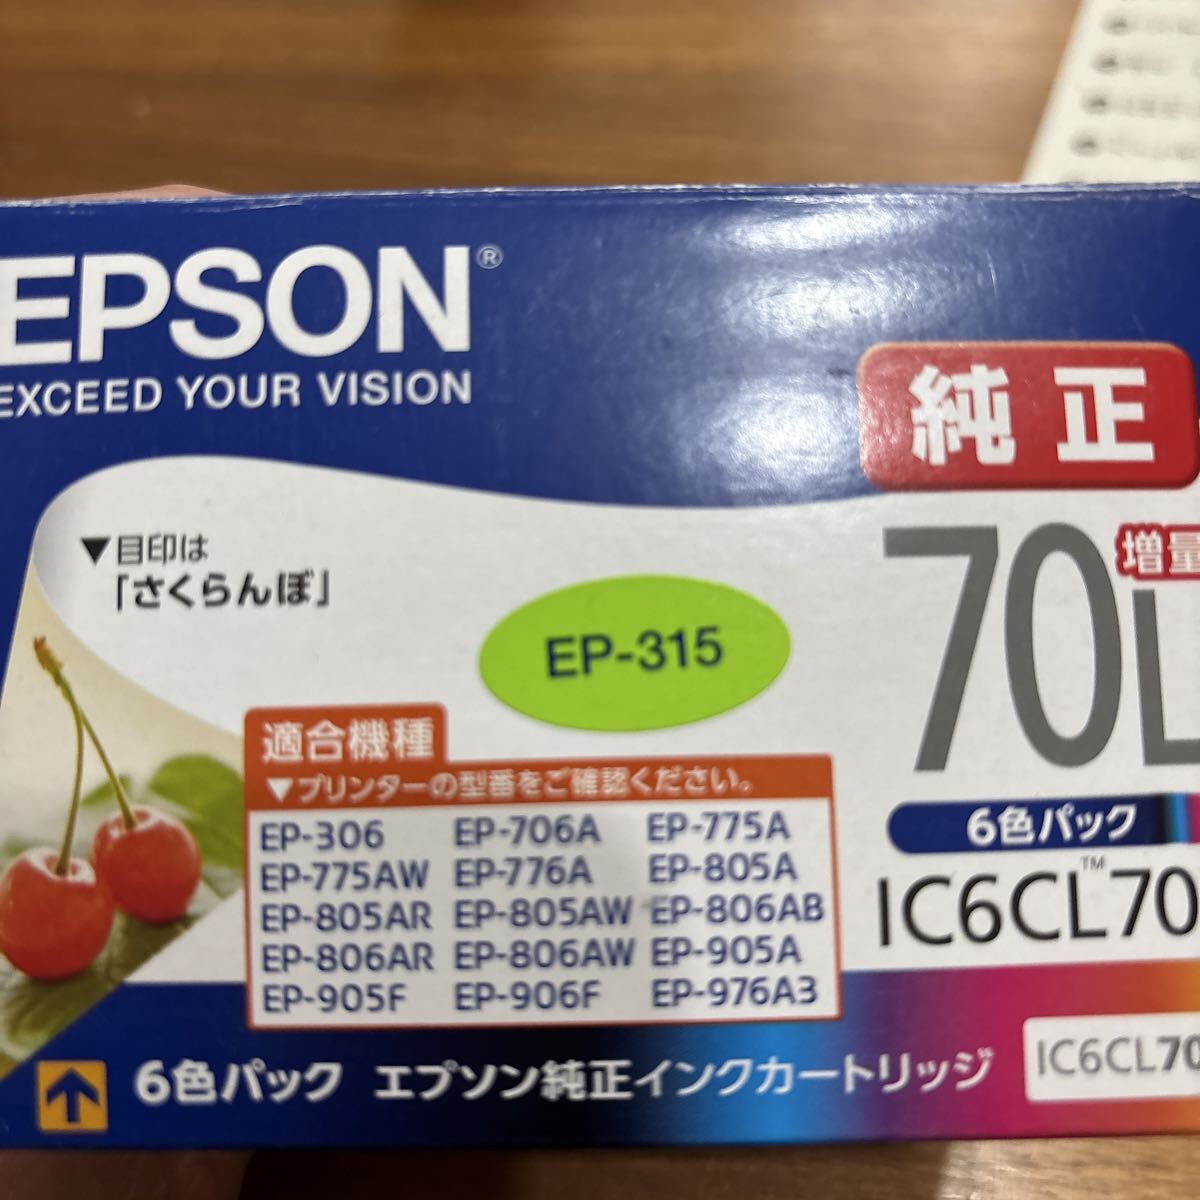 EPSON®
EXCEED YOUR VISION
純正
▼目印は
「さくらんぼ」
EP-315
70L
増量
適合機種
▼プリンターの型番をご確認ください。
EP-306 EP-706A EP-775A
EP-775AW EP-776A EP-805A
EP-805AR EP-805AW EP-806AB
EP-806AR EP-806AW EP-905A
EP-905F EP-906F EP-976A3
6色パック
IC6CL™70
6色パック エプソン純正インクカートリッジ
IC6CL70